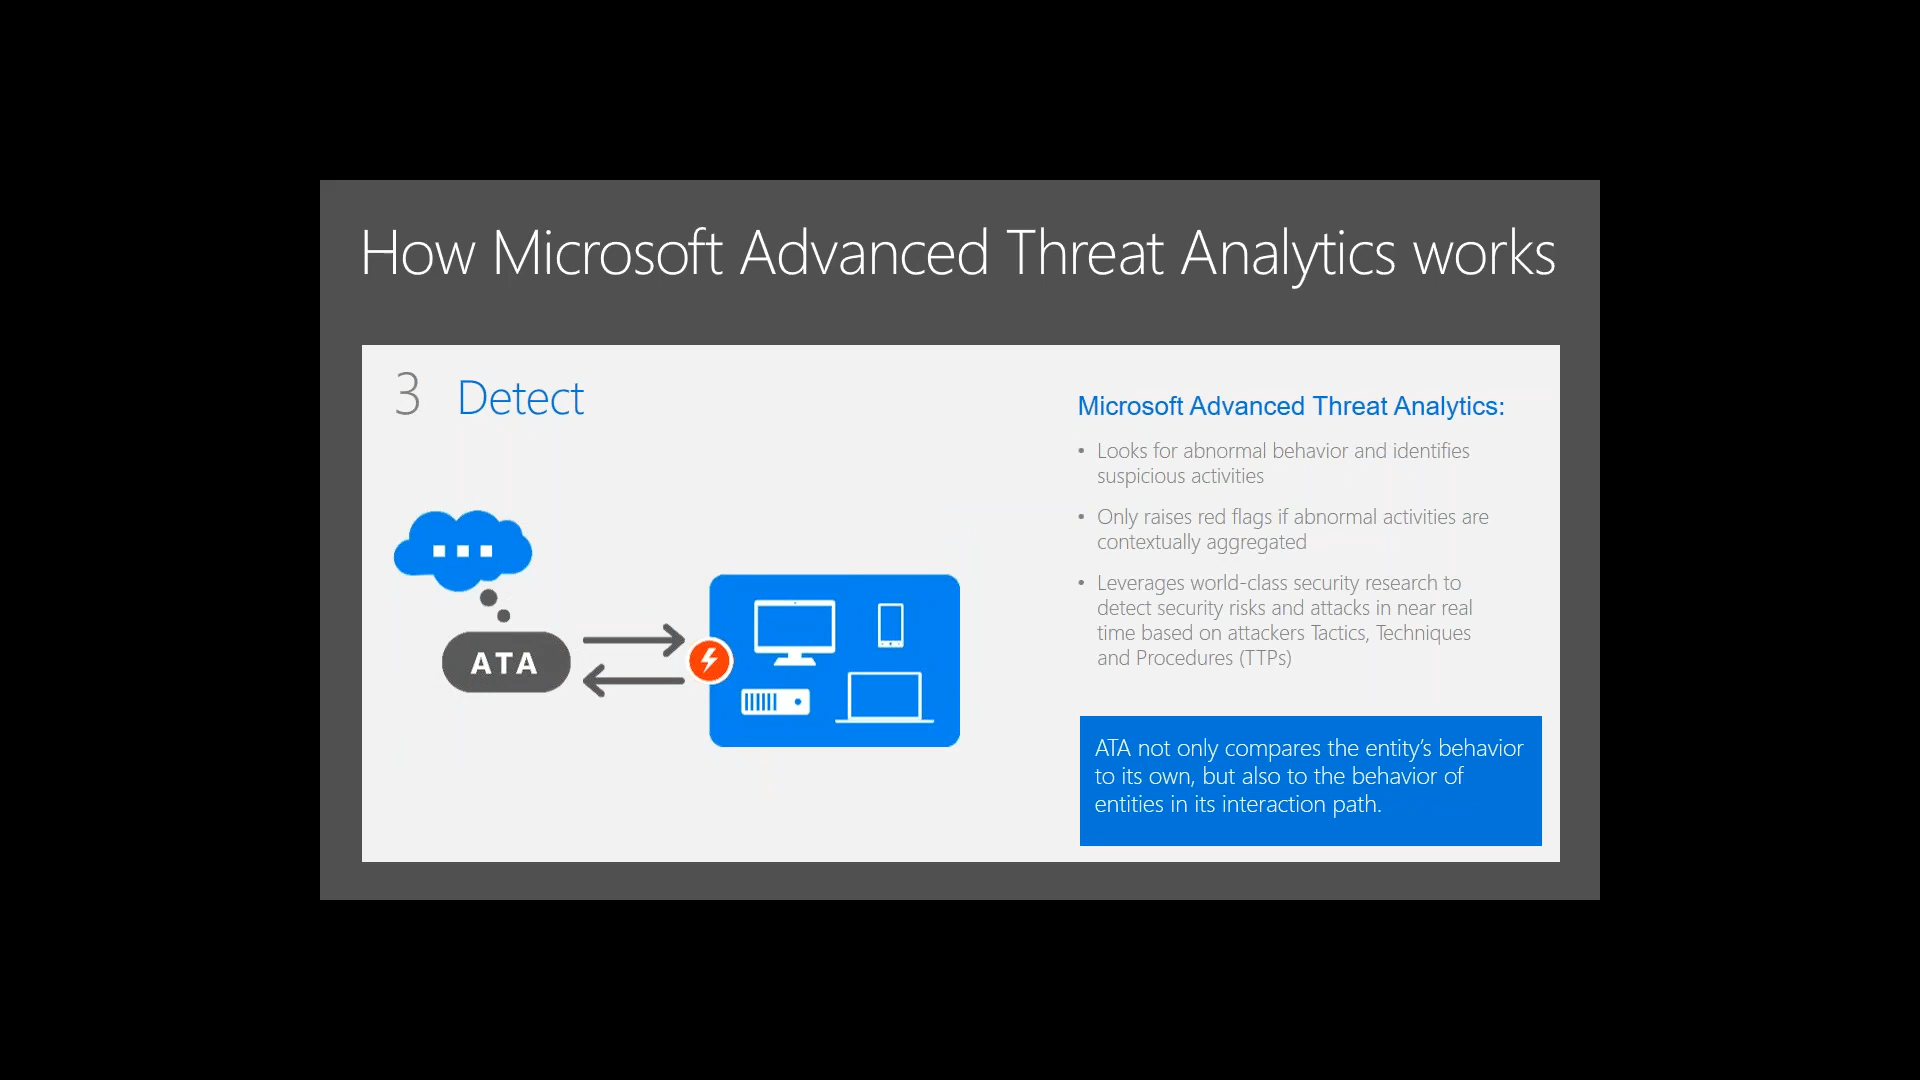 How Microsoft Advanced Threat Analytics works
3 Detect
ATA
Microsoft Advanced Threat Analytics:
• Looks for abnormal behavior and identifies
suspicious activities
• Only raises red flags if abnormal activities are
contextually aggregated
• Leverages world-class security research to
detect security risks and attacks in near real
time based on attackers Tactics, Techniques
and Procedures (TTPs)
ATA not only compares the entity’s behavior
to its own, but also to the behavior of
entities in its interaction path.